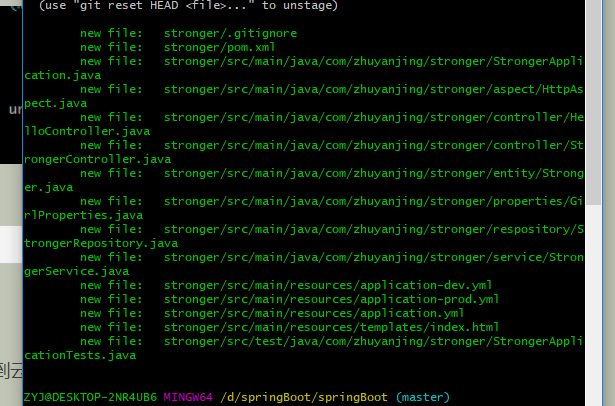 (use "git reset HEAD <file>..." to unstage)
new file:   stronger/.gitignore
new file:   stronger/pom.xml
new file:   stronger/src/main/java/com/zhuyanjing/stronger/StrongerAppli
cation.java
new file:   stronger/src/main/java/com/zhuyanjing/stronger/aspect/HttpAs
pect.java
un
new file:   stronger/src/main/java/com/zhuyanjing/stronger/controller/He
lloController.java
new file:   stronger/src/main/java/com/zhuyanjing/stronger/controller/St
rongerController.java
new file:   stronger/src/main/java/com/zhuyanjing/stronger/entity/Strong
er.java
new file:   stronger/src/main/java/com/zhuyanjing/stronger/properties/Gi
rlProperties.java
new file:   stronger/src/main/java/com/zhuyanjing/stronger/respository/S
trongerRepository.java
new file:   stronger/src/main/java/com/zhuyanjing/stronger/service/Stron
gerService.java
new file:   stronger/src/main/resources/application-dev.yml
new file:   stronger/src/main/resources/application-prod.yml
new file:   stronger/src/main/resources/application.yml
new file:   stronger/src/main/resources/templates/index.html
new file:   stronger/src/test/java/com/zhuyanjing/stronger/StrongerAppli
cationTests.java
到云
ZYJ@DESKTOP-2NR4UB6 MINGW64 /d/springBoot/springBoot (master)